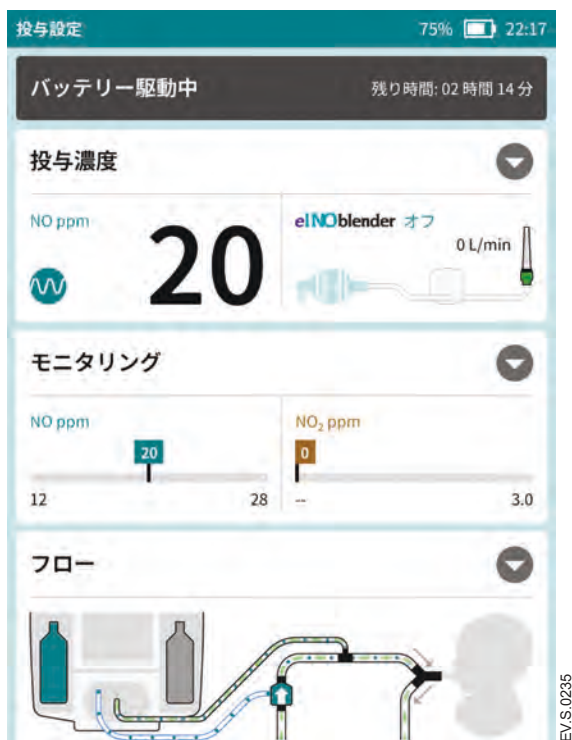 投与設定 75% 22:17
バッテリー駆動中 残り時間: 02 時間 14 分
投与濃度
NO ppm 20 elNOblender オフ
0 L/min
モニタリング
NO ppm NO₂ ppm
20 0
12 28 -- 3.0
フロー
EV.S.0235